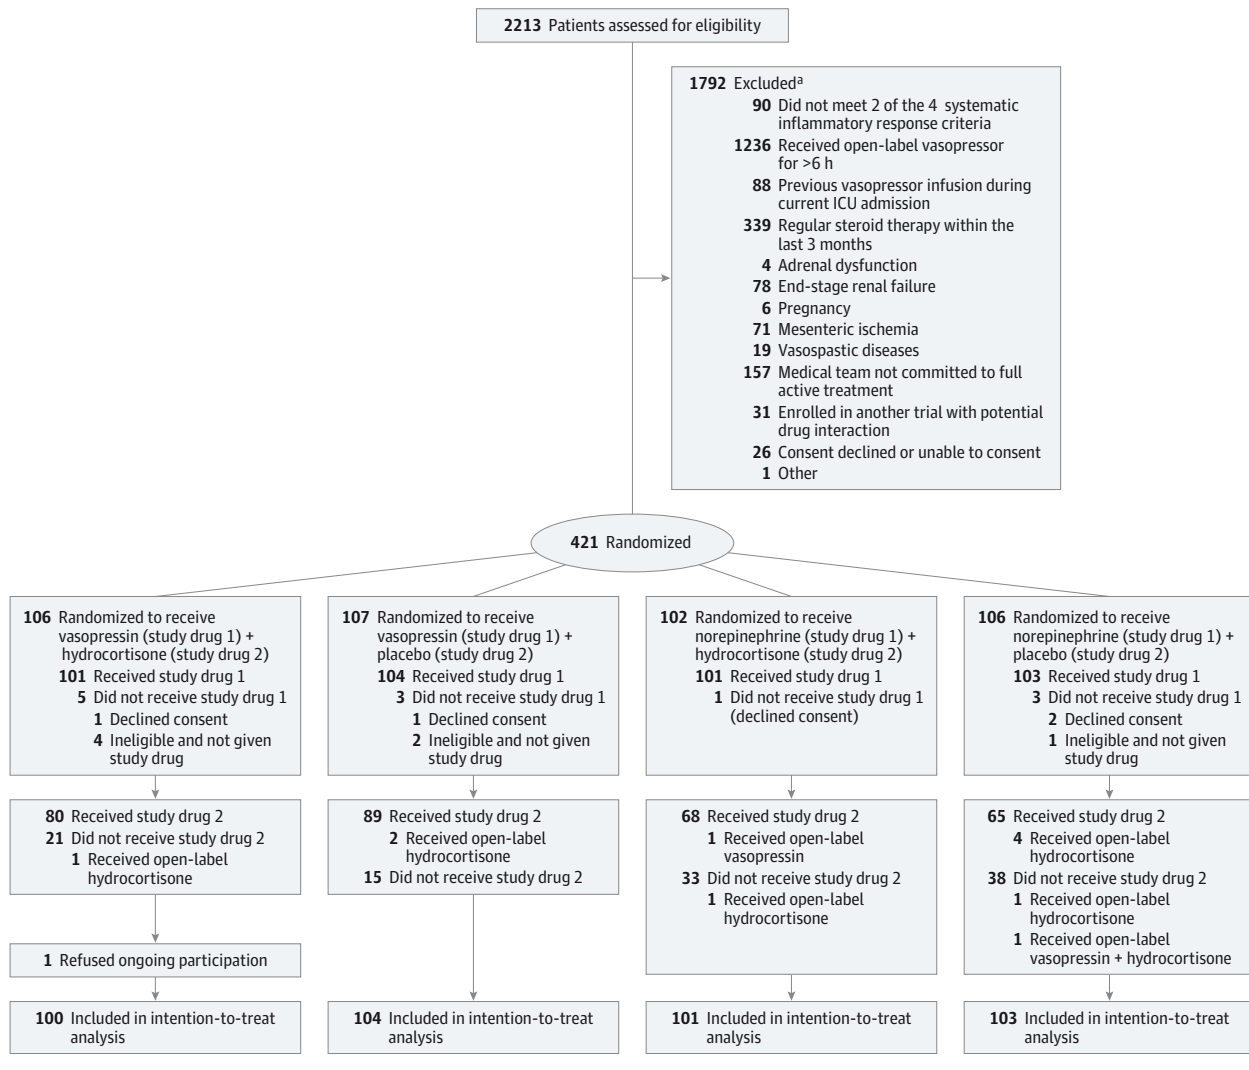 2213 Patients assessed for eligibility
1792 Excludedᵃ
90 Did not meet 2 of the 4 systematic
inflammatory response criteria
1236 Received open-label vasopressor
for >6 h
88 Previous vasopressor infusion during
current ICU admission
339 Regular steroid therapy within the
last 3 months
4 Adrenal dysfunction
78 End-stage renal failure
6 Pregnancy
71 Mesenteric ischemia
19 Vasospastic diseases
157 Medical team not committed to full
active treatment
31 Enrolled in another trial with potential
drug interaction
26 Consent declined or unable to consent
1 Other
421 Randomized
106 Randomized to receive
vasopressin (study drug 1) +
hydrocortisone (study drug 2)
101 Received study drug 1
5 Did not receive study drug 1
1 Declined consent
4 Ineligible and not given
study drug
107 Randomized to receive
vasopressin (study drug 1) +
placebo (study drug 2)
104 Received study drug 1
3 Did not receive study drug 1
1 Declined consent
2 Ineligible and not given
study drug
102 Randomized to receive
norepinephrine (study drug 1) +
hydrocortisone (study drug 2)
101 Received study drug 1
1 Did not receive study drug 1
(declined consent)
106 Randomized to receive
norepinephrine (study drug 1) +
placebo (study drug 2)
103 Received study drug 1
3 Did not receive study drug 1
2 Declined consent
1 Ineligible and not given
study drug
80 Received study drug 2
21 Did not receive study drug 2
1 Received open-label
hydrocortisone
89 Received study drug 2
2 Received open-label
hydrocortisone
15 Did not receive study drug 2
68 Received study drug 2
1 Received open-label
vasopressin
33 Did not receive study drug 2
1 Received open-label
hydrocortisone
65 Received study drug 2
4 Received open-label
hydrocortisone
38 Did not receive study drug 2
1 Received open-label
hydrocortisone
1 Received open-label
vasopressin + hydrocortisone
1 Refused ongoing participation
100 Included in intention-to-treat
analysis
104 Included in intention-to-treat
analysis
101 Included in intention-to-treat
analysis
103 Included in intention-to-treat
analysis